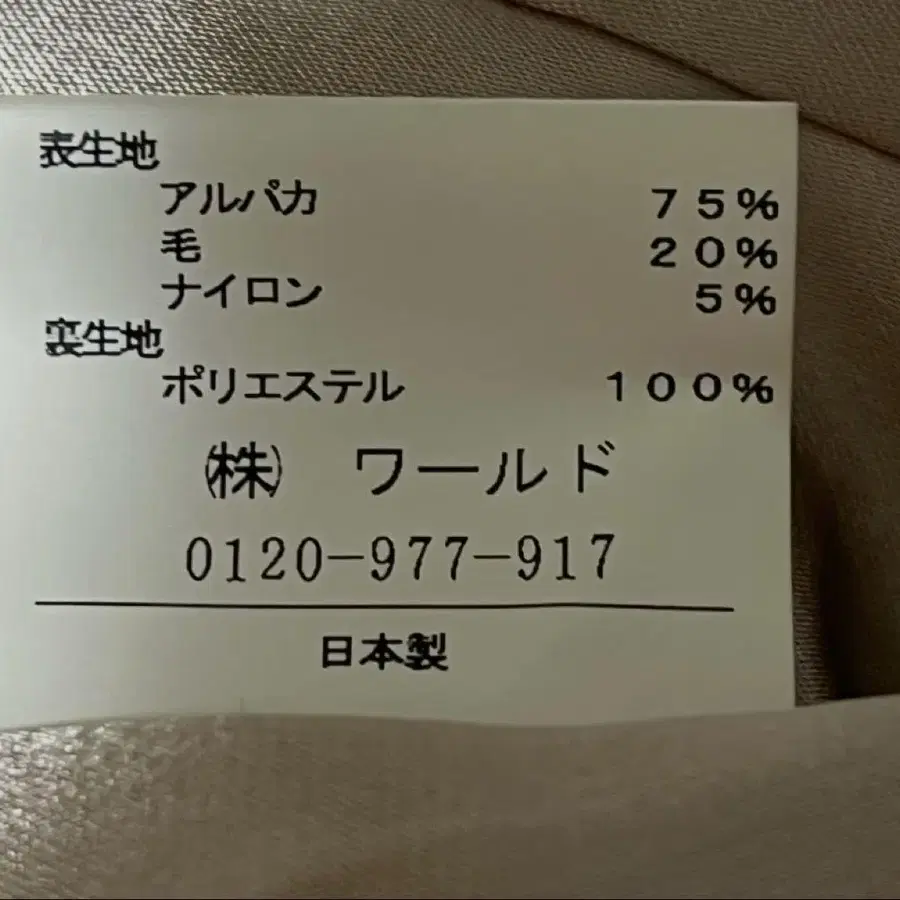 表生地
アルパカ 75%
毛 20%
ナイロン 5%
裏生地
ポリエステル 100%
㈱ ワールド
0120-977-917
日本製